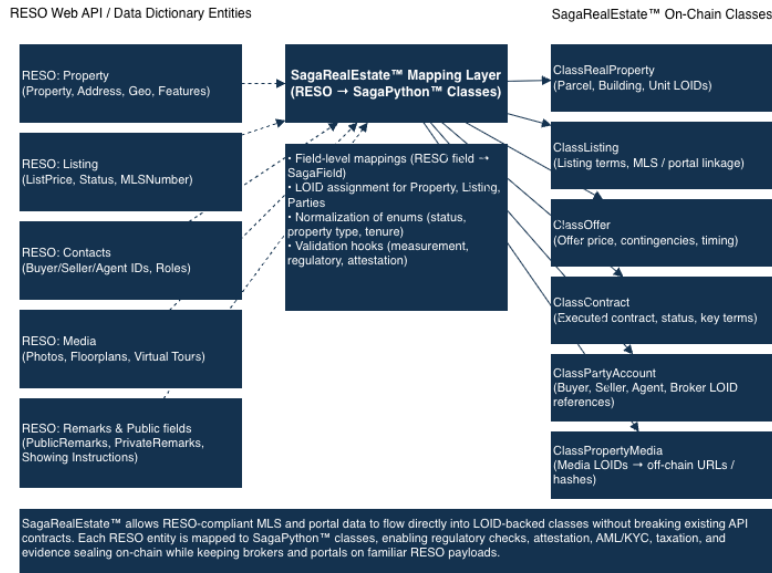 RESO Web API / Data Dictionary Entities
SagaRealEstate™ On-Chain Classes
RESO: Property
(Property, Address, Geo, Features)
RESO: Listing
(ListPrice, Status, MLSNumber)
RESO: Contacts
(Buyer/Seller/Agent IDs, Roles)
RESO: Media
(Photos, Floorplans, Virtual Tours)
RESO: Remarks & Public fields
(PublicRemarks, PrivateRemarks,
Showing Instructions)
SagaRealEstate™ Mapping Layer
(RESO → SagaPython™ Classes)
• Field-level mappings (RESO field →
SagaField)
• LOID assignment for Property, Listing,
Parties
• Normalization of enums (status,
property type, tenure)
• Validation hooks (measurement,
regulatory, attestation)
ClassRealProperty
(Parcel, Building, Unit LOIDs)
ClassListing
(Listing terms, MLS / portal linkage)
ClassOffer
(Offer price, contingencies, timing)
ClassContract
(Executed contract, status, key terms)
ClassPartyAccount
(Buyer, Seller, Agent, Broker LOID
references)
ClassPropertyMedia
(Media LOIDs → off-chain URLs /
hashes)
SagaRealEstate™ allows RESO-compliant MLS and portal data to flow directly into LOID-backed classes without breaking existing API
contracts. Each RESO entity is mapped to SagaPython™ classes, enabling regulatory checks, attestation, AML/KYC, taxation, and
evidence sealing on-chain while keeping brokers and portals on familiar RESO payloads.